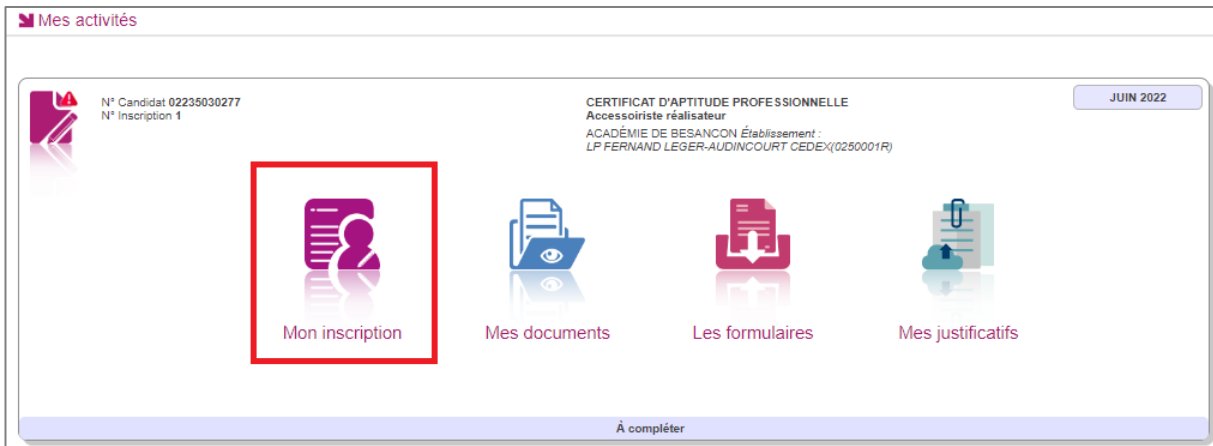 Mes activités
N° Candidat 02235030277
N° Inscription 1
CERTIFICAT D'APTITUDE PROFESSIONNELLE
Accessoiriste réalisateur
ACADÉMIE DE BESANCON Établissement :
LP FERNAND LEGER-AUDINCOURT CEDEX(0250001R)
JUIN 2022
Mon inscription
Mes documents
Les formulaires
Mes justificatifs
À compléter